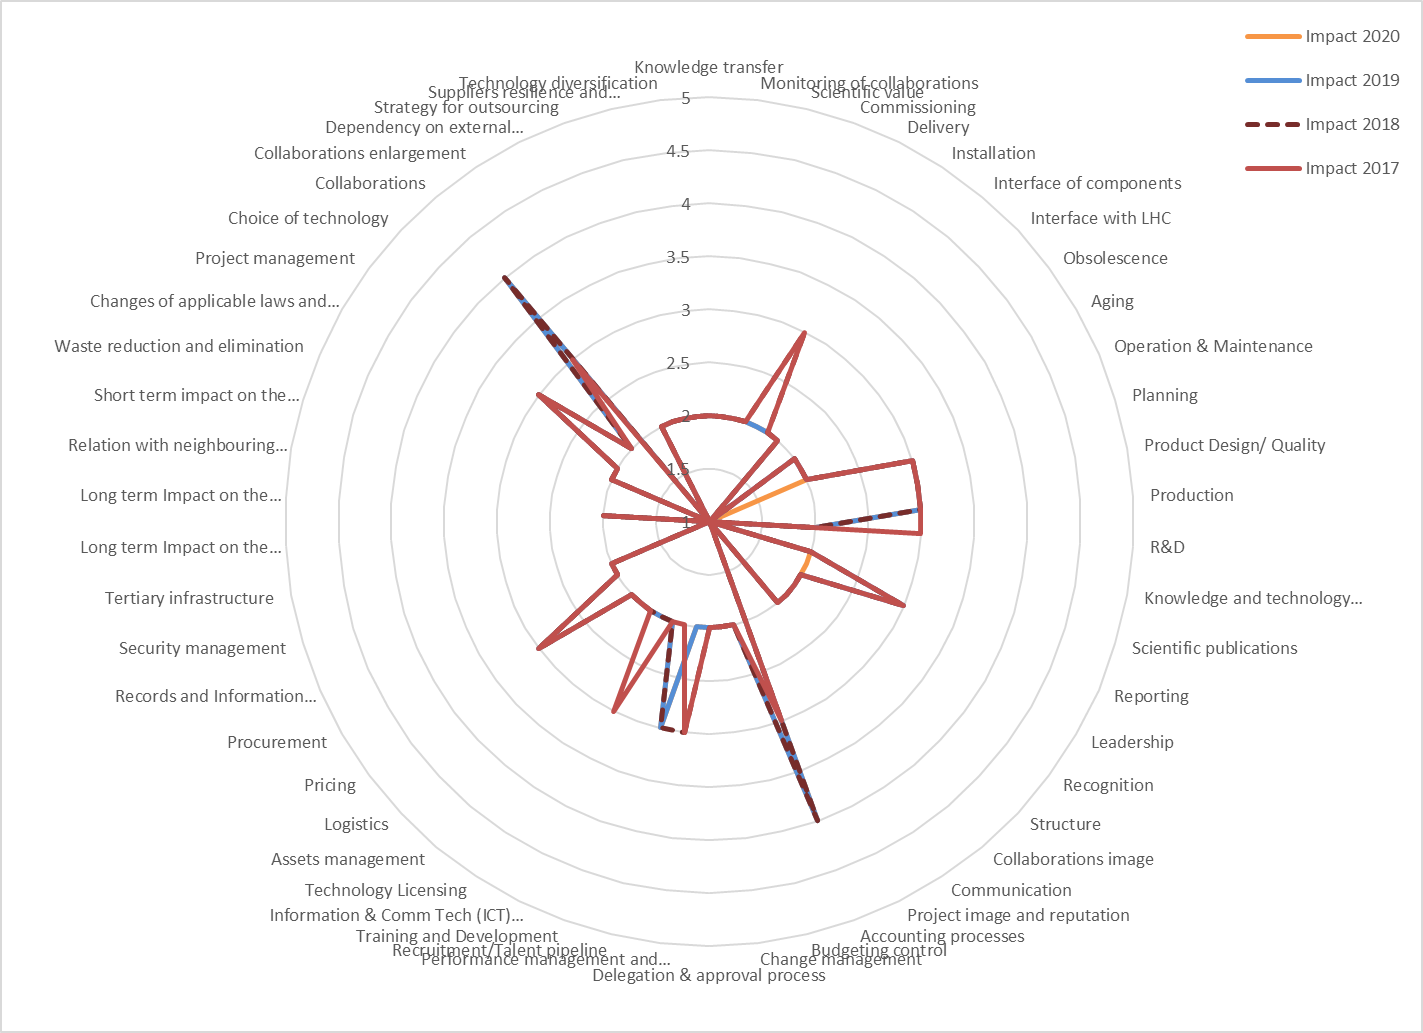 Impact 2020
Impact 2019
Impact 2018
Impact 2017
Knowledge transfer
Monitoring of collaborations
Scientific value
Commissioning
Delivery
Installation
Interface of components
Interface with LHC
Obsolescence
Aging
Operation & Maintenance
Planning
Product Design/ Quality
Production
R&D
Knowledge and technology...
Scientific publications
Reporting
Leadership
Recognition
Structure
Collaborations image
Communication
Project image and reputation
Accounting processes
Budgeting control
Change management
Delegation & approval process
Performance management and...
Recruitment/Talent pipeline
Training and Development
Information & Comm Tech (ICT)...
Technology Licensing
Assets management
Logistics
Pricing
Procurement
Records and Information...
Security management
Tertiary infrastructure
Long term Impact on the...
Long term Impact on the...
Relation with neighbouring...
Short term impact on the...
Waste reduction and elimination
Changes of applicable laws and...
Project management
Choice of technology
Collaborations
Collaborations enlargement
Dependency on external...
Strategy for outsourcing
Suppliers resilience and...
Technology diversification
5
4.5
4
3.5
3
2.5
2
1.5
1